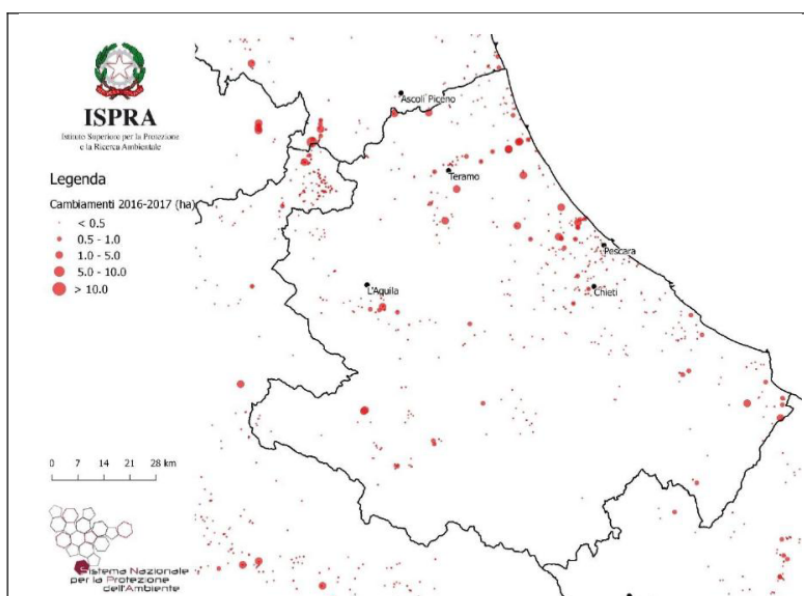 ISPRA
Istituto Superiore per la Protezione
e la Ricerca Ambientale
Legenda
Cambiamenti 2016-2017 (ha)
< 0.5
0.5 - 1.0
1.0 - 5.0
5.0 - 10.0
> 10.0
Ascoli Piceno
Teramo
Pescara
L'Aquila
Chieti
0 7 14 21 28 km
Sistema Nazionale
per la Protezione
dell'Ambiente